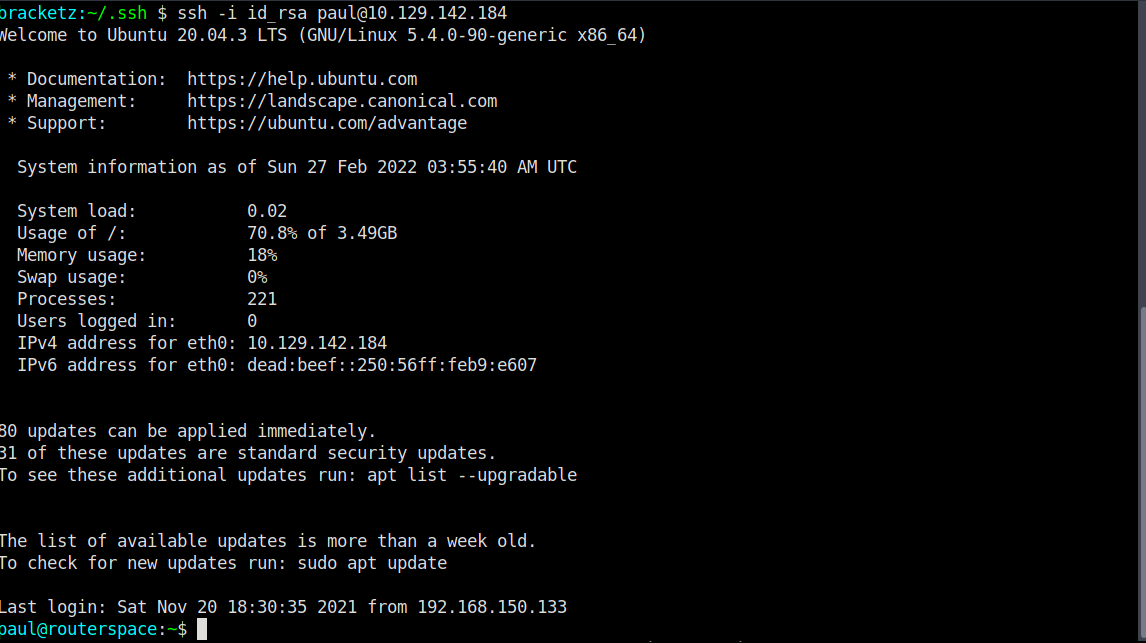 bracketz:~/.ssh $ ssh -i id_rsa paul@10.129.142.184
Welcome to Ubuntu 20.04.3 LTS (GNU/Linux 5.4.0-90-generic x86_64)
* Documentation:  https://help.ubuntu.com
* Management:     https://landscape.canonical.com
* Support:        https://ubuntu.com/advantage
System information as of Sun 27 Feb 2022 03:55:40 AM UTC
System load:           0.02
Usage of /:            70.8% of 3.49GB
Memory usage:          18%
Swap usage:            0%
Processes:             221
Users logged in:       0
IPv4 address for eth0: 10.129.142.184
IPv6 address for eth0: dead:beef::250:56ff:feb9:e607
80 updates can be applied immediately.
31 of these updates are standard security updates.
To see these additional updates run: apt list --upgradable
The list of available updates is more than a week old.
To check for new updates run: sudo apt update
Last login: Sat Nov 20 18:30:35 2021 from 192.168.150.133
paul@routerspace:~$